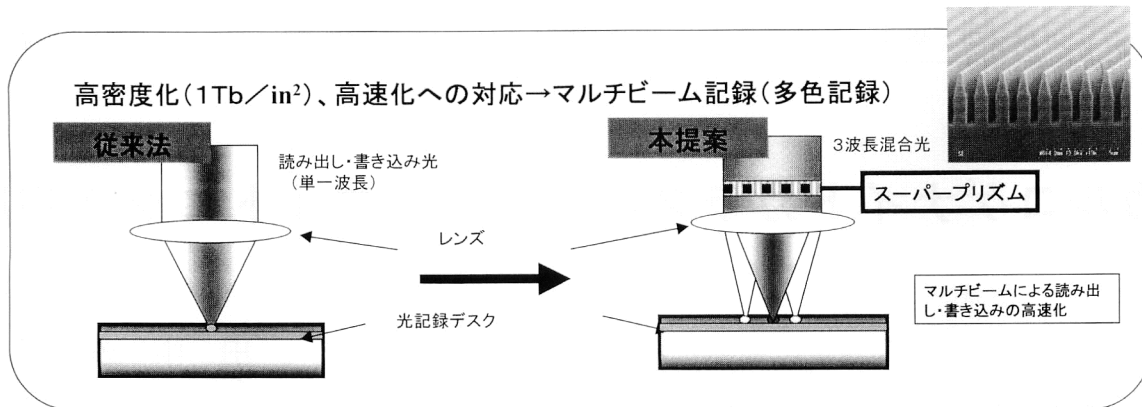 高密度化(1Tb/in²)、高速化への対応→マルチビーム記録(多色記録)
従来法
読み出し・書き込み光
(単一波長)
レンズ
光記録デスク
本提案
3波長混合光
スーパープリズム
マルチビームによる読み出
し・書き込みの高速化